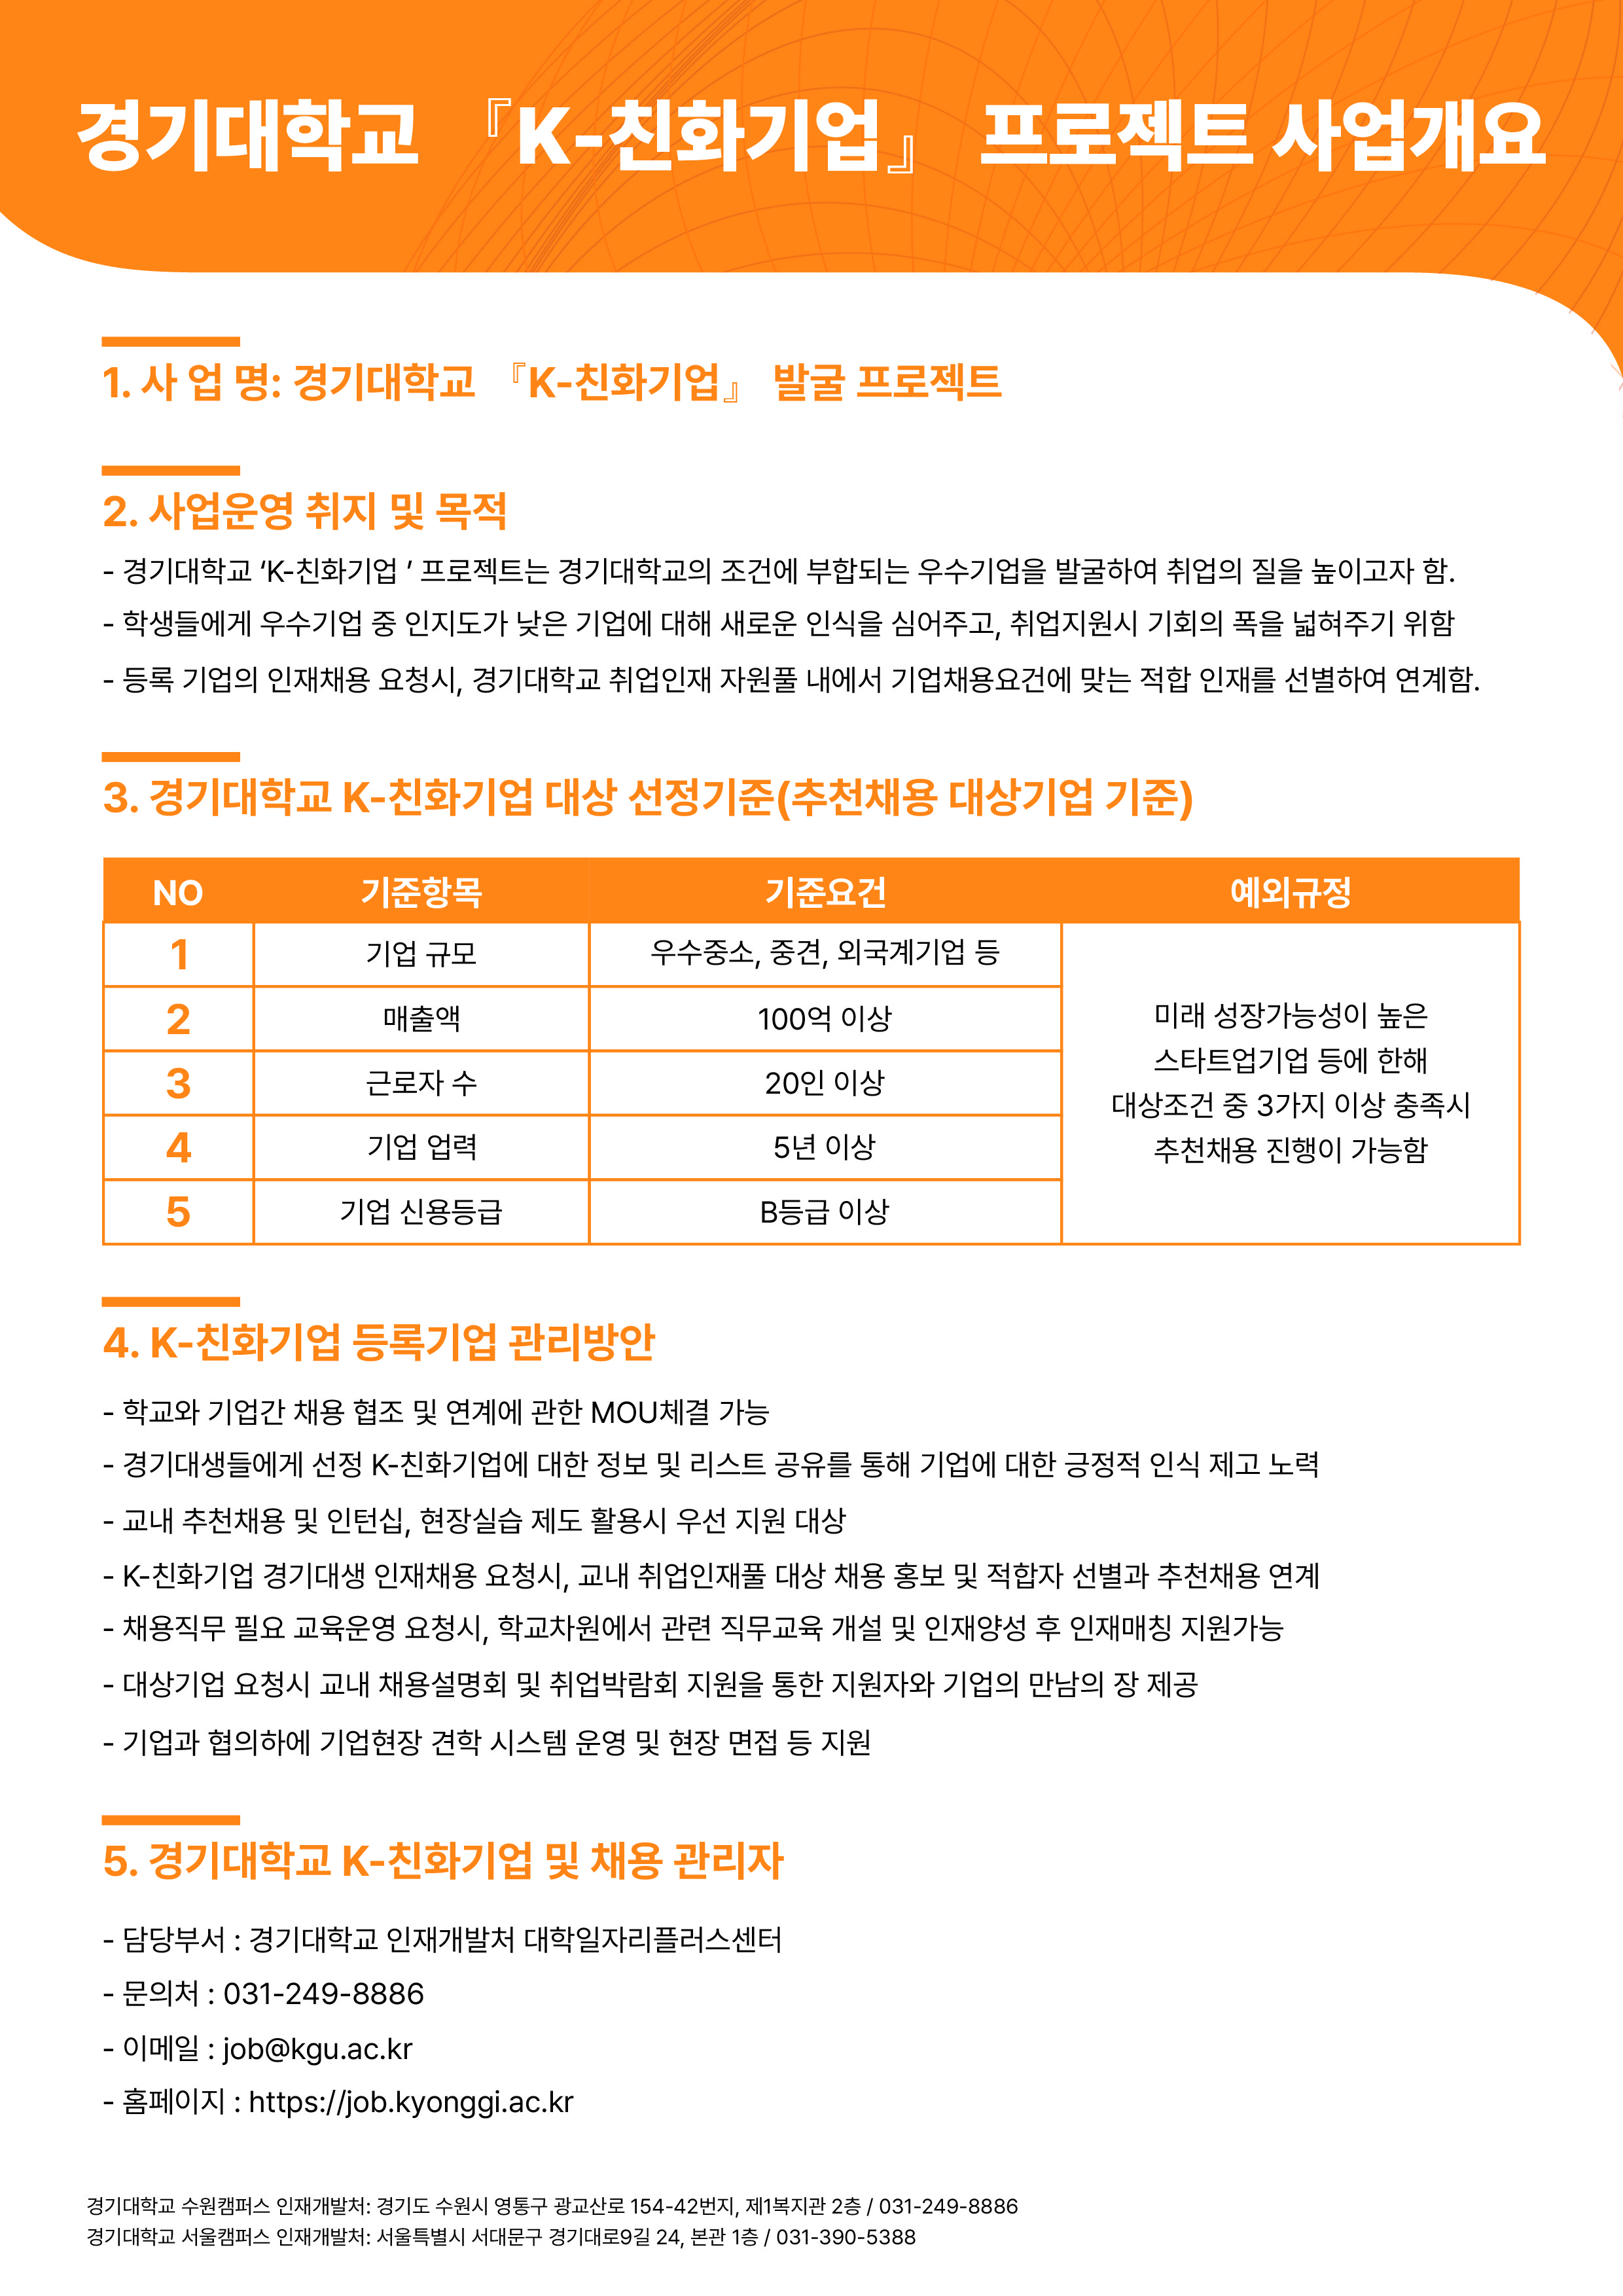 경기대학교 『K-친화기업』 프로젝트 사업개요
1. 사 업 명: 경기대학교 『K-친화기업』 발굴 프로젝트
2. 사업운영 취지 및 목적
- 경기대학교 ‘K-친화기업 ’ 프로젝트는 경기대학교의 조건에 부합되는 우수기업을 발굴하여 취업의 질을 높이고자 함.
- 학생들에게 우수기업 중 인지도가 낮은 기업에 대해 새로운 인식을 심어주고, 취업지원시 기회의 폭을 넓혀주기 위함
- 등록 기업의 인재채용 요청시, 경기대학교 취업인재 자원풀 내에서 기업채용요건에 맞는 적합 인재를 선별하여 연계함.
3. 경기대학교 K-친화기업 대상 선정기준(추천채용 대상기업 기준)
NO 기준항목 기준요건 예외규정
1 기업 규모 우수중소, 중견, 외국계기업 등
2 매출액 100억 이상
3 근로자 수 20인 이상
4 기업 업력 5년 이상
5 기업 신용등급 B등급 이상
미래 성장가능성이 높은
스타트업기업 등에 한해
대상조건 중 3가지 이상 충족시
추천채용 진행이 가능함
4. K-친화기업 등록기업 관리방안
- 학교와 기업간 채용 협조 및 연계에 관한 MOU체결 가능
- 경기대생들에게 선정 K-친화기업에 대한 정보 및 리스트 공유를 통해 기업에 대한 긍정적 인식 제고 노력
- 교내 추천채용 및 인턴십, 현장실습 제도 활용시 우선 지원 대상
- K-친화기업 경기대생 인재채용 요청시, 교내 취업인재풀 대상 채용 홍보 및 적합자 선별과 추천채용 연계
- 채용직무 필요 교육운영 요청시, 학교차원에서 관련 직무교육 개설 및 인재양성 후 인재매칭 지원가능
- 대상기업 요청시 교내 채용설명회 및 취업박람회 지원을 통한 지원자와 기업의 만남의 장 제공
- 기업과 협의하에 기업현장 견학 시스템 운영 및 현장 면접 등 지원
5. 경기대학교 K-친화기업 및 채용 관리자
- 담당부서 : 경기대학교 인재개발처 대학일자리플러스센터
- 문의처 : 031-249-8886
- 이메일 : job@kgu.ac.kr
- 홈페이지 : https://job.kyonggi.ac.kr
경기대학교 수원캠퍼스 인재개발처: 경기도 수원시 영통구 광교산로 154-42번지, 제1복지관 2층 / 031-249-8886
경기대학교 서울캠퍼스 인재개발처: 서울특별시 서대문구 경기대로9길 24, 본관 1층 / 031-390-5388